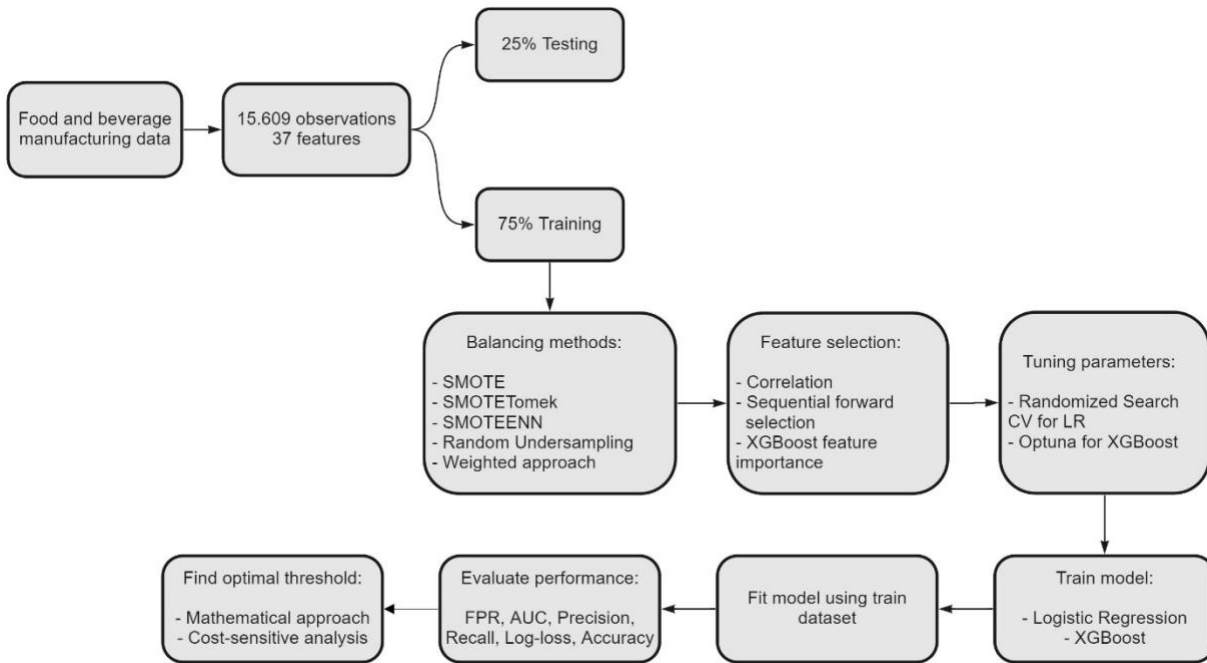 25% Testing
Food and beverage
manufacturing data
15.609 observations
37 features
75% Training
Balancing methods:
- SMOTE
- SMOTETomek
- SMOTEENN
- Random Undersampling
- Weighted approach
Feature selection:
- Correlation
- Sequential forward
selection
- XGBoost feature
importance
Tuning parameters:
- Randomized Search
CV for LR
- Optuna for XGBoost
Find optimal threshold:
- Mathematical approach
- Cost-sensitive analysis
Evaluate performance:
FPR, AUC, Precision,
Recall, Log-loss, Accuracy
Fit model using train
dataset
Train model:
- Logistic Regression
- XGBoost